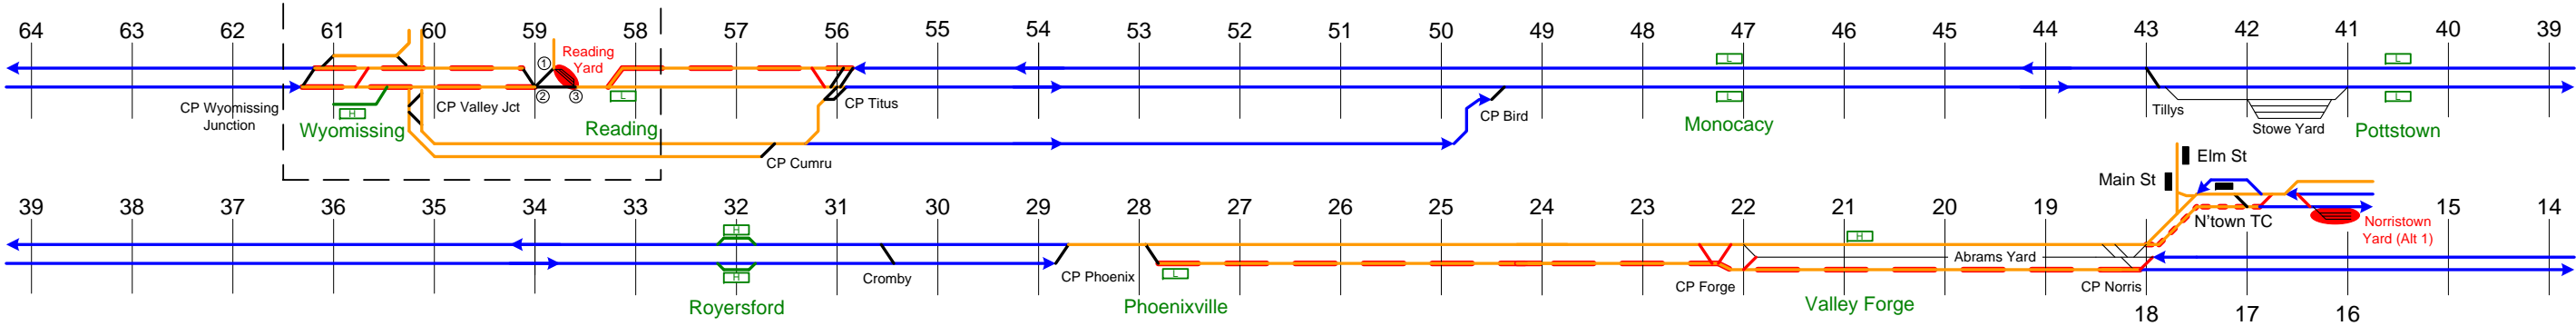 64 63 62 61 60 59 58 57 56 55 54 53 52 51 50 49 48 47 46 45 44 43 42 41 40 39
Reading
Yard
1
2
3
L
L
L
L
L
L
H
CP Wyomissing
Junction
CP Valley Jct
Wyomissing
Reading
CP Titus
CP Cumru
CP Bird
Monocacy
Tillys
Stowe Yard
Pottstown
Elm St
Main St
39 38 37 36 35 34 33 32 31 30 29 28 27 26 25 24 23 22 21 20 19 15 14
H
H
H
L
N'town TC
Norristown
Yard (Alt 1)
Cromby
CP Phoenix
CP Forge
Abrams Yard
CP Norris
Royersford
Phoenixville
Valley Forge
18 17 16